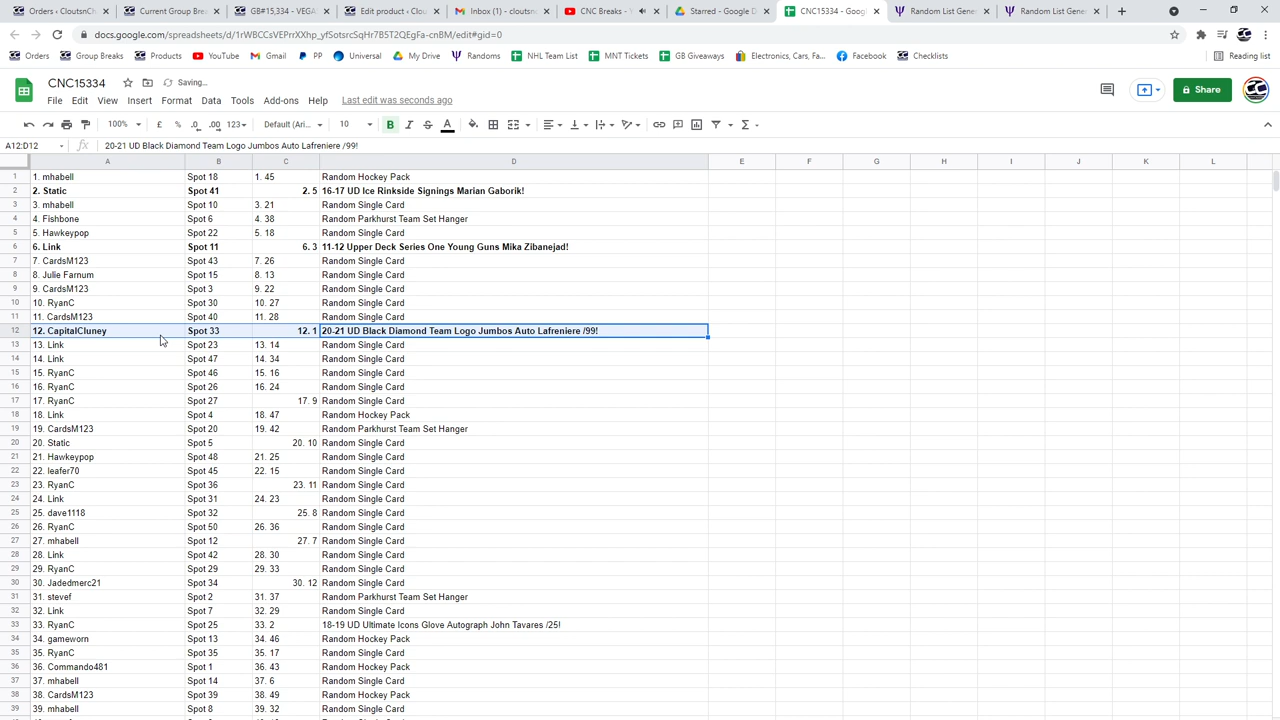 Orders ‹ CloutsnCh
Current Group Brea
GB#15,334 - VEGAS
Edit product ‹ Clou
Inbox (1) - cloutsnc
CNC Breaks - Y
Starred - Google D
CNC15334 - Googl
Random List Gener
Random List Gener
docs.google.com/spreadsheets/d/1rWBCCsVEPrrXXhp_yfSotsrcSqHr7B5T2QEgFa-cnBM/edit#gid=0
Orders Group Breaks Products YouTube Gmail PP Universal My Drive Randoms NHL Team List MNT Tickets GB Giveaways Electronics, Cars, Fa... Facebook Checklists Reading list
CNC15334 Saving...
File Edit View Insert Format Data Tools Add-ons Help Last edit was seconds ago
Share
100% £ % .0 .00 123 Default (Ari... 10 B I S A
A12:D12 fx 20-21 UD Black Diamond Team Logo Jumbos Auto Lafreniere /99!
A B C D E F G H I J K L
1 1. mhabell Spot 18 1. 45 Random Hockey Pack
2 2. Static Spot 41 2. 5 16-17 UD Ice Rinkside Signings Marian Gaborik!
3 3. mhabell Spot 10 3. 21 Random Single Card
4 4. Fishbone Spot 6 4. 38 Random Parkhurst Team Set Hanger
5 5. Hawkeypop Spot 22 5. 18 Random Single Card
6 6. Link Spot 11 6. 3 11-12 Upper Deck Series One Young Guns Mika Zibanejad!
7 7. CardsM123 Spot 43 7. 26 Random Single Card
8 8. Julie Farnum Spot 15 8. 13 Random Single Card
9 9. CardsM123 Spot 3 9. 22 Random Single Card
10 10. RyanC Spot 30 10. 27 Random Single Card
11 11. CardsM123 Spot 40 11. 28 Random Single Card
12 12. CapitalCluney Spot 33 12. 1 20-21 UD Black Diamond Team Logo Jumbos Auto Lafreniere /99!
13 13. Link Spot 23 13. 14 Random Single Card
14 14. Link Spot 47 14. 34 Random Single Card
15 15. RyanC Spot 46 15. 16 Random Single Card
16 16. RyanC Spot 26 16. 24 Random Single Card
17 17. RyanC Spot 27 17. 9 Random Single Card
18 18. Link Spot 4 18. 47 Random Hockey Pack
19 19. CardsM123 Spot 20 19. 42 Random Parkhurst Team Set Hanger
20 20. Static Spot 5 20. 10 Random Single Card
21 21. Hawkeypop Spot 48 21. 25 Random Single Card
22 22. leafer70 Spot 45 22. 15 Random Single Card
23 23. RyanC Spot 36 23. 11 Random Single Card
24 24. Link Spot 31 24. 23 Random Single Card
25 25. dave1118 Spot 32 25. 8 Random Single Card
26 26. RyanC Spot 50 26. 36 Random Single Card
27 27. mhabell Spot 12 27. 7 Random Single Card
28 28. Link Spot 42 28. 30 Random Single Card
29 29. RyanC Spot 29 29. 33 Random Single Card
30 30. Jadedmerc21 Spot 34 30. 12 Random Single Card
31 31. stevef Spot 2 31. 37 Random Parkhurst Team Set Hanger
32 32. Link Spot 7 32. 29 Random Single Card
33 33. RyanC Spot 25 33. 2 18-19 UD Ultimate Icons Glove Autograph John Tavares /25!
34 34. gameworn Spot 13 34. 46 Random Hockey Pack
35 35. RyanC Spot 35 35. 17 Random Single Card
36 36. Commando481 Spot 1 36. 43 Random Hockey Pack
37 37. mhabell Spot 14 37. 6 Random Single Card
38 38. CardsM123 Spot 39 38. 49 Random Hockey Pack
39 39. mhabell Spot 8 39. 32 Random Single Card